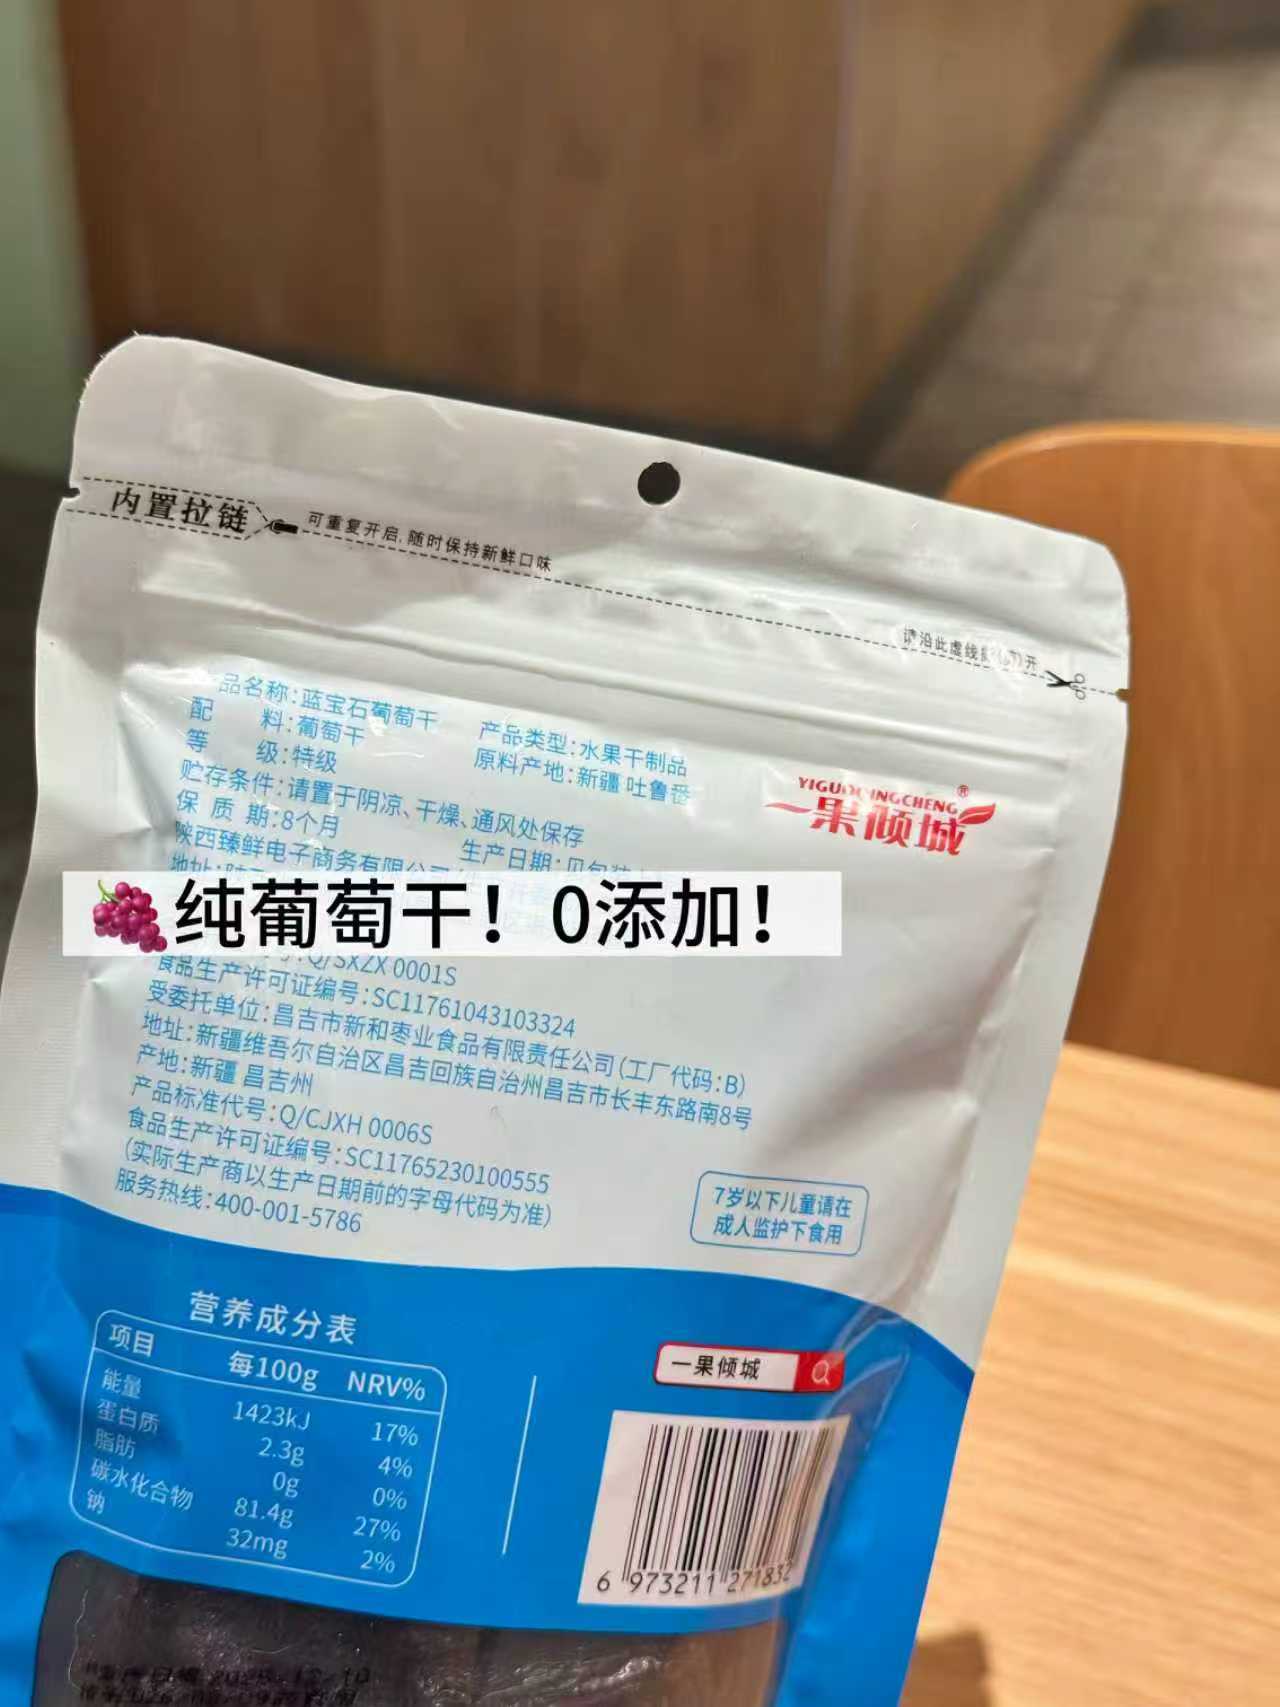 内置拉链
可重复开启,随时保持新鲜口味
请沿此虚线
开
品名称:蓝宝石葡萄干
产品类型:水果干制品
配 料:葡萄干
原料产地:新疆 吐鲁番
等 级:特级
贮存条件:请置于阴凉、干燥、通风处保存
保 质 期:8个月
生产日期:见包装
陕西臻鲜电子商务有限公司
YIGUOQINGCHENG®
一果倾城
地址:陕
🍇纯葡萄干！0添加！
号:Q/SXZX 0001S
食品生产许可证编号:SC11761043103324
受委托单位:昌吉市新和枣业食品有限责任公司(工厂代码:B)
地址:新疆维吾尔自治区昌吉回族自治州昌吉市长丰东路南8号
产地:新疆 昌吉州
产品标准代号:Q/CJXH 0006S
食品生产许可证编号:SC11765230100555
(实际生产商以生产日期前的字母代码为准)
服务热线:400-001-5786
7岁以下儿童请在
成人监护下食用
营养成分表
项目 每100g NRV%
能量 1423kJ 17%
蛋白质 2.3g 4%
脂肪 0g 0%
碳水化合物 81.4g 27%
钠 32mg 2%
一果倾城
6 973211 271832